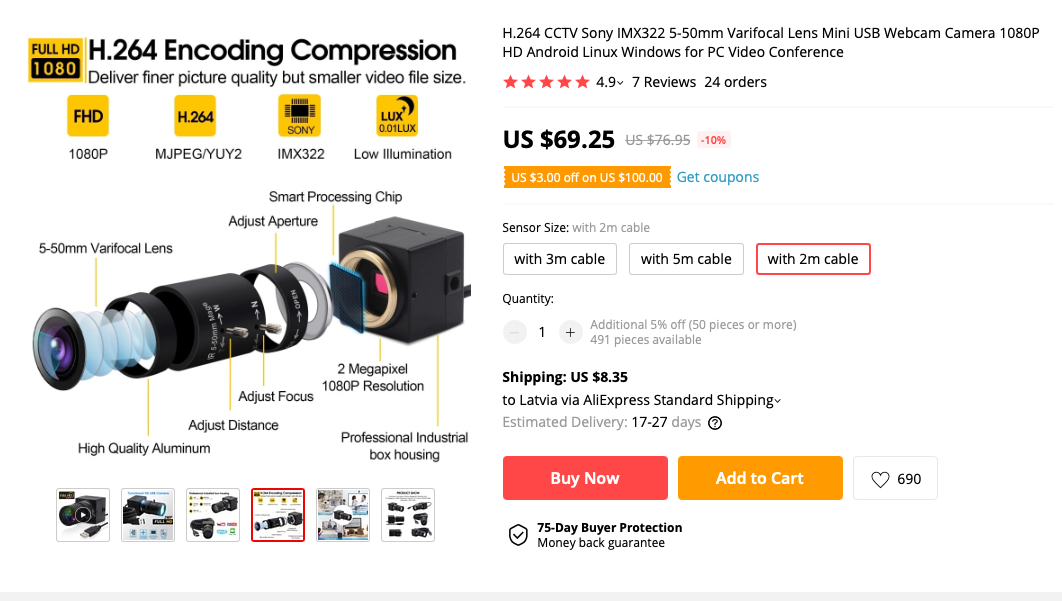 FULL HD
1080
H.264 Encoding Compression
Deliver finer picture quality but smaller video file size.
FHD
H.264
SONY
LUX
0.01LUX
1080P
MJPEG/YUY2
IMX322
Low Illumination
Smart Processing Chip
Adjust Aperture
5-50mm Varifocal Lens
IR 5-50mm Mage
W
N
OPEN
2 Megapixel
1080P Resolution
Adjust Focus
Adjust Distance
High Quality Aluminum
Professional Industrial
box housing
H.264 CCTV Sony IMX322 5-50mm Varifocal Lens Mini USB Webcam Camera 1080P
HD Android Linux Windows for PC Video Conference
4.9 7 Reviews 24 orders
US $69.25 US $76.95 -10%
US $3.00 off on US $100.00 Get coupons
Sensor Size: with 2m cable
with 3m cable with 5m cable with 2m cable
Quantity:
1 + Additional 5% off (50 pieces or more)
491 pieces available
Shipping: US $8.35
to Latvia via AliExpress Standard Shipping
Estimated Delivery: 17-27 days ?
Buy Now Add to Cart 690
75-Day Buyer Protection
Money back guarantee